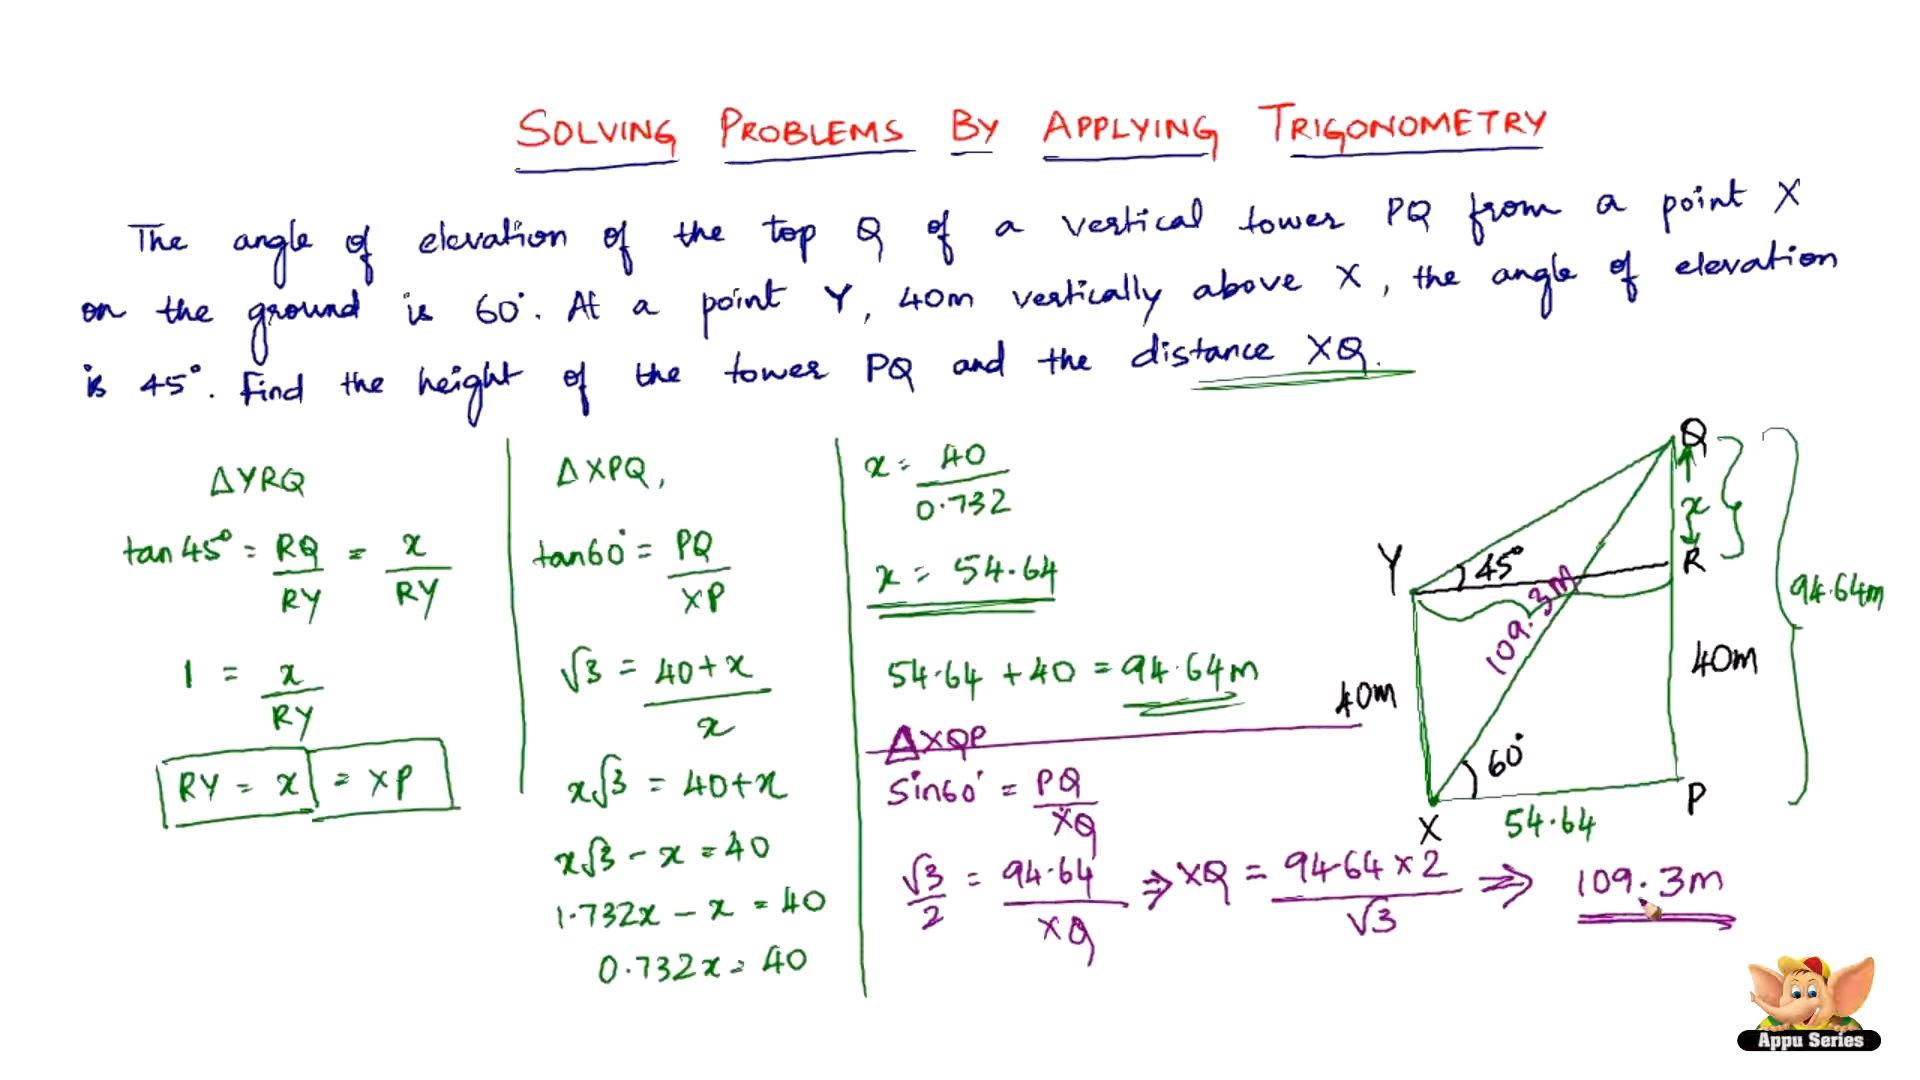 SOLVING PROBLEMS BY APPLYING TRIGONOMETRY
The angle of elevation of the top Q of a vertical tower PQ from a point X
on the ground is 60°. At a point Y, 40m vertically above X, the angle of elevation
is 45°. Find the height of the tower PQ and the distance XQ.
ΔYRQ
tan 45° = RQ/RY = x/RY
1 = x/RY
RY = x = XP
ΔXPQ,
tan60° = PQ/XP
√3 = 40+x/x
x√3 = 40+x
x√3 - x = 40
1.732x - x = 40
0.732x = 40
x = 40/0.732
x = 54.64
54.64 + 40 = 94.64m
ΔXQP
Sin60° = PQ/XQ
√3/2 = 94.64/XQ ⇒ XQ = 94.64 x 2/√3 ⇒ 109.3m
Q
x
R
Y
45°
109.3m
94.64m
40m
40m
60°
P
X
54.64
Appu Series